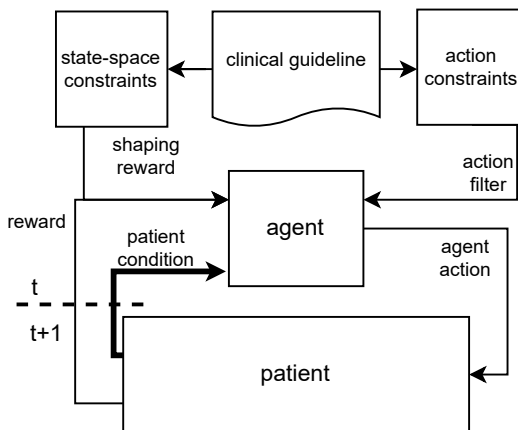 state-space
constraints
clinical guideline
action
constraints
shaping
reward
action
filter
reward
agent
patient
condition
agent
action
t
t+1
patient